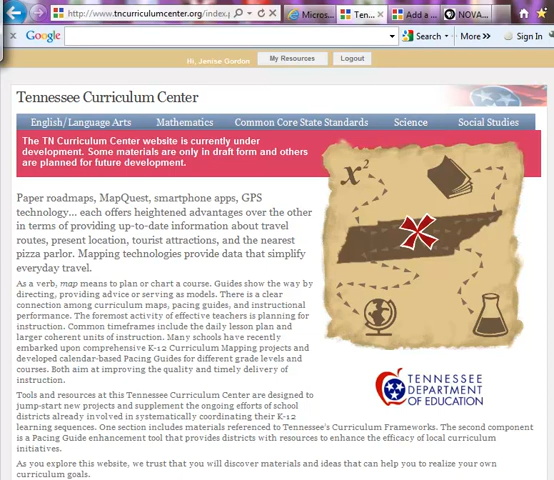 http://www.tncurriculumcenter.org/index.p
Micros...
Ten...
Add a ...
NOVA...
Google
Search
More >>
Sign In
Hi, Jenise Gordon
My Resources
Logout
Tennessee Curriculum Center
English/Language Arts Mathematics Common Core State Standards Science Social Studies
The TN Curriculum Center website is currently under
development. Some materials are only in draft form and others
are planned for future development.
x²
Paper roadmaps, MapQuest, smartphone apps, GPS
technology... each offers heightened advantages over the other
in terms of providing up-to-date information about travel
routes, present location, tourist attractions, and the nearest
pizza parlor. Mapping technologies provide data that simplify
everyday travel.
As a verb, map means to plan or chart a course. Guides show the way by
directing, providing advice or serving as models. There is a clear
connection among curriculum maps, pacing guides, and instructional
performance. The foremost activity of effective teachers is planning for
instruction. Common timeframes include the daily lesson plan and
larger coherent units of instruction. Many schools have recently
embarked upon comprehensive K-12 Curriculum Mapping projects and
developed calendar-based Pacing Guides for different grade levels and
courses. Both aim at improving the quality and timely delivery of
instruction.
TENNESSEE
DEPARTMENT
OF EDUCATION
Tools and resources at this Tennessee Curriculum Center are designed to
jump-start new projects and supplement the ongoing efforts of school
districts already involved in systematically coordinating their K-12
learning sequences. One section includes materials referenced to Tennessee's Curriculum Frameworks. The second component
is a Pacing Guide enhancement tool that provides districts with resources to enhance the efficacy of local curriculum
initiatives.
As you explore this website, we trust that you will discover materials and ideas that can help you to realize your own
curriculum goals.